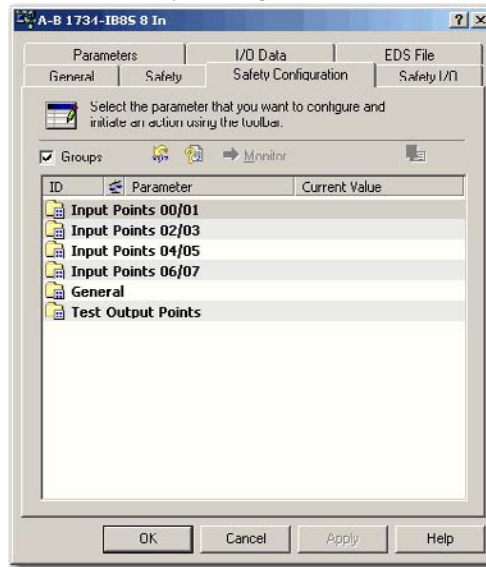 A-B 1734-IB8S 8 In
Parameters I/O Data EDS File
General Safety Safety Configuration Safety I/O
Select the parameter that you want to configure and
initiate an action using the toolbar.
Groups Monitor
ID Parameter Current Value
Input Points 00/01
Input Points 02/03
Input Points 04/05
Input Points 06/07
General
Test Output Points
OK Cancel Apply Help